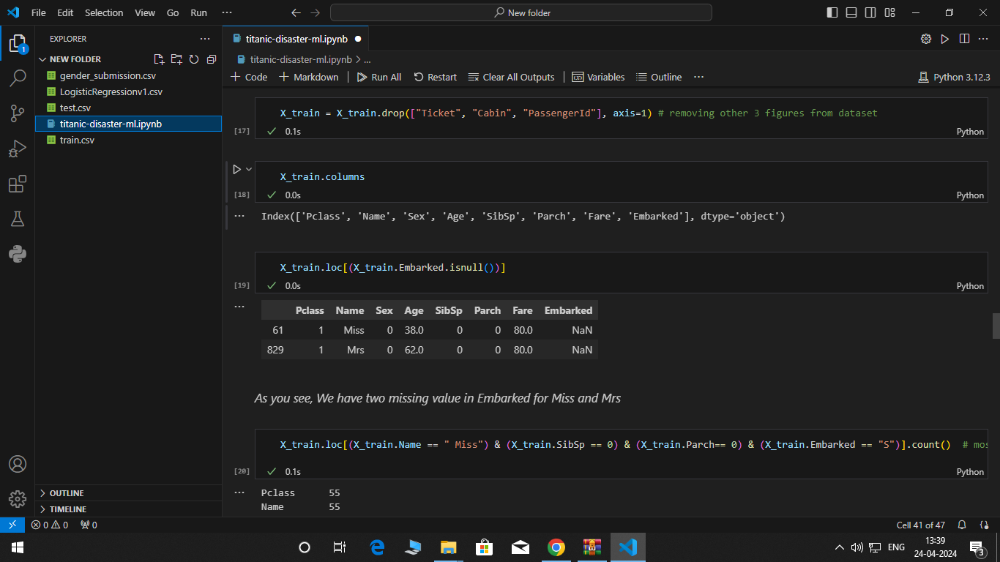 File Edit Selection View Go Run ··· New folder
EXPLORER ···
NEW FOLDER
gender_submission.csv
LogisticRegressionv1.csv
test.csv
titanic-disaster-ml.ipynb
train.csv
OUTLINE
TIMELINE
1
titanic-disaster-ml.ipynb
titanic-disaster-ml.ipynb > ...
+ Code + Markdown Run All Restart Clear All Outputs Variables Outline ··· Python 3.12.3
X_train = X_train.drop(["Ticket", "Cabin", "PassengerId"], axis=1) # removing other 3 figures from dataset
[17] 0.1s Python
X_train.columns
[18] 0.0s Python
Index(['Pclass', 'Name', 'Sex', 'Age', 'SibSp', 'Parch', 'Fare', 'Embarked'], dtype='object')
X_train.loc[(X_train.Embarked.isnull())]
[19] 0.0s Python
Pclass Name Sex Age SibSp Parch Fare Embarked
61 1 Miss 0 38.0 0 0 80.0 NaN
829 1 Mrs 0 62.0 0 0 80.0 NaN
As you see, We have two missing value in Embarked for Miss and Mrs
X_train.loc[(X_train.Name == " Miss") & (X_train.SibSp == 0) & (X_train.Parch== 0) & (X_train.Embarked == "S")].count() # mos
[20] 0.1s Python
Pclass 55
Name 55
0 0 0 Cell 41 of 47
ENG 13:39
24-04-2024 3